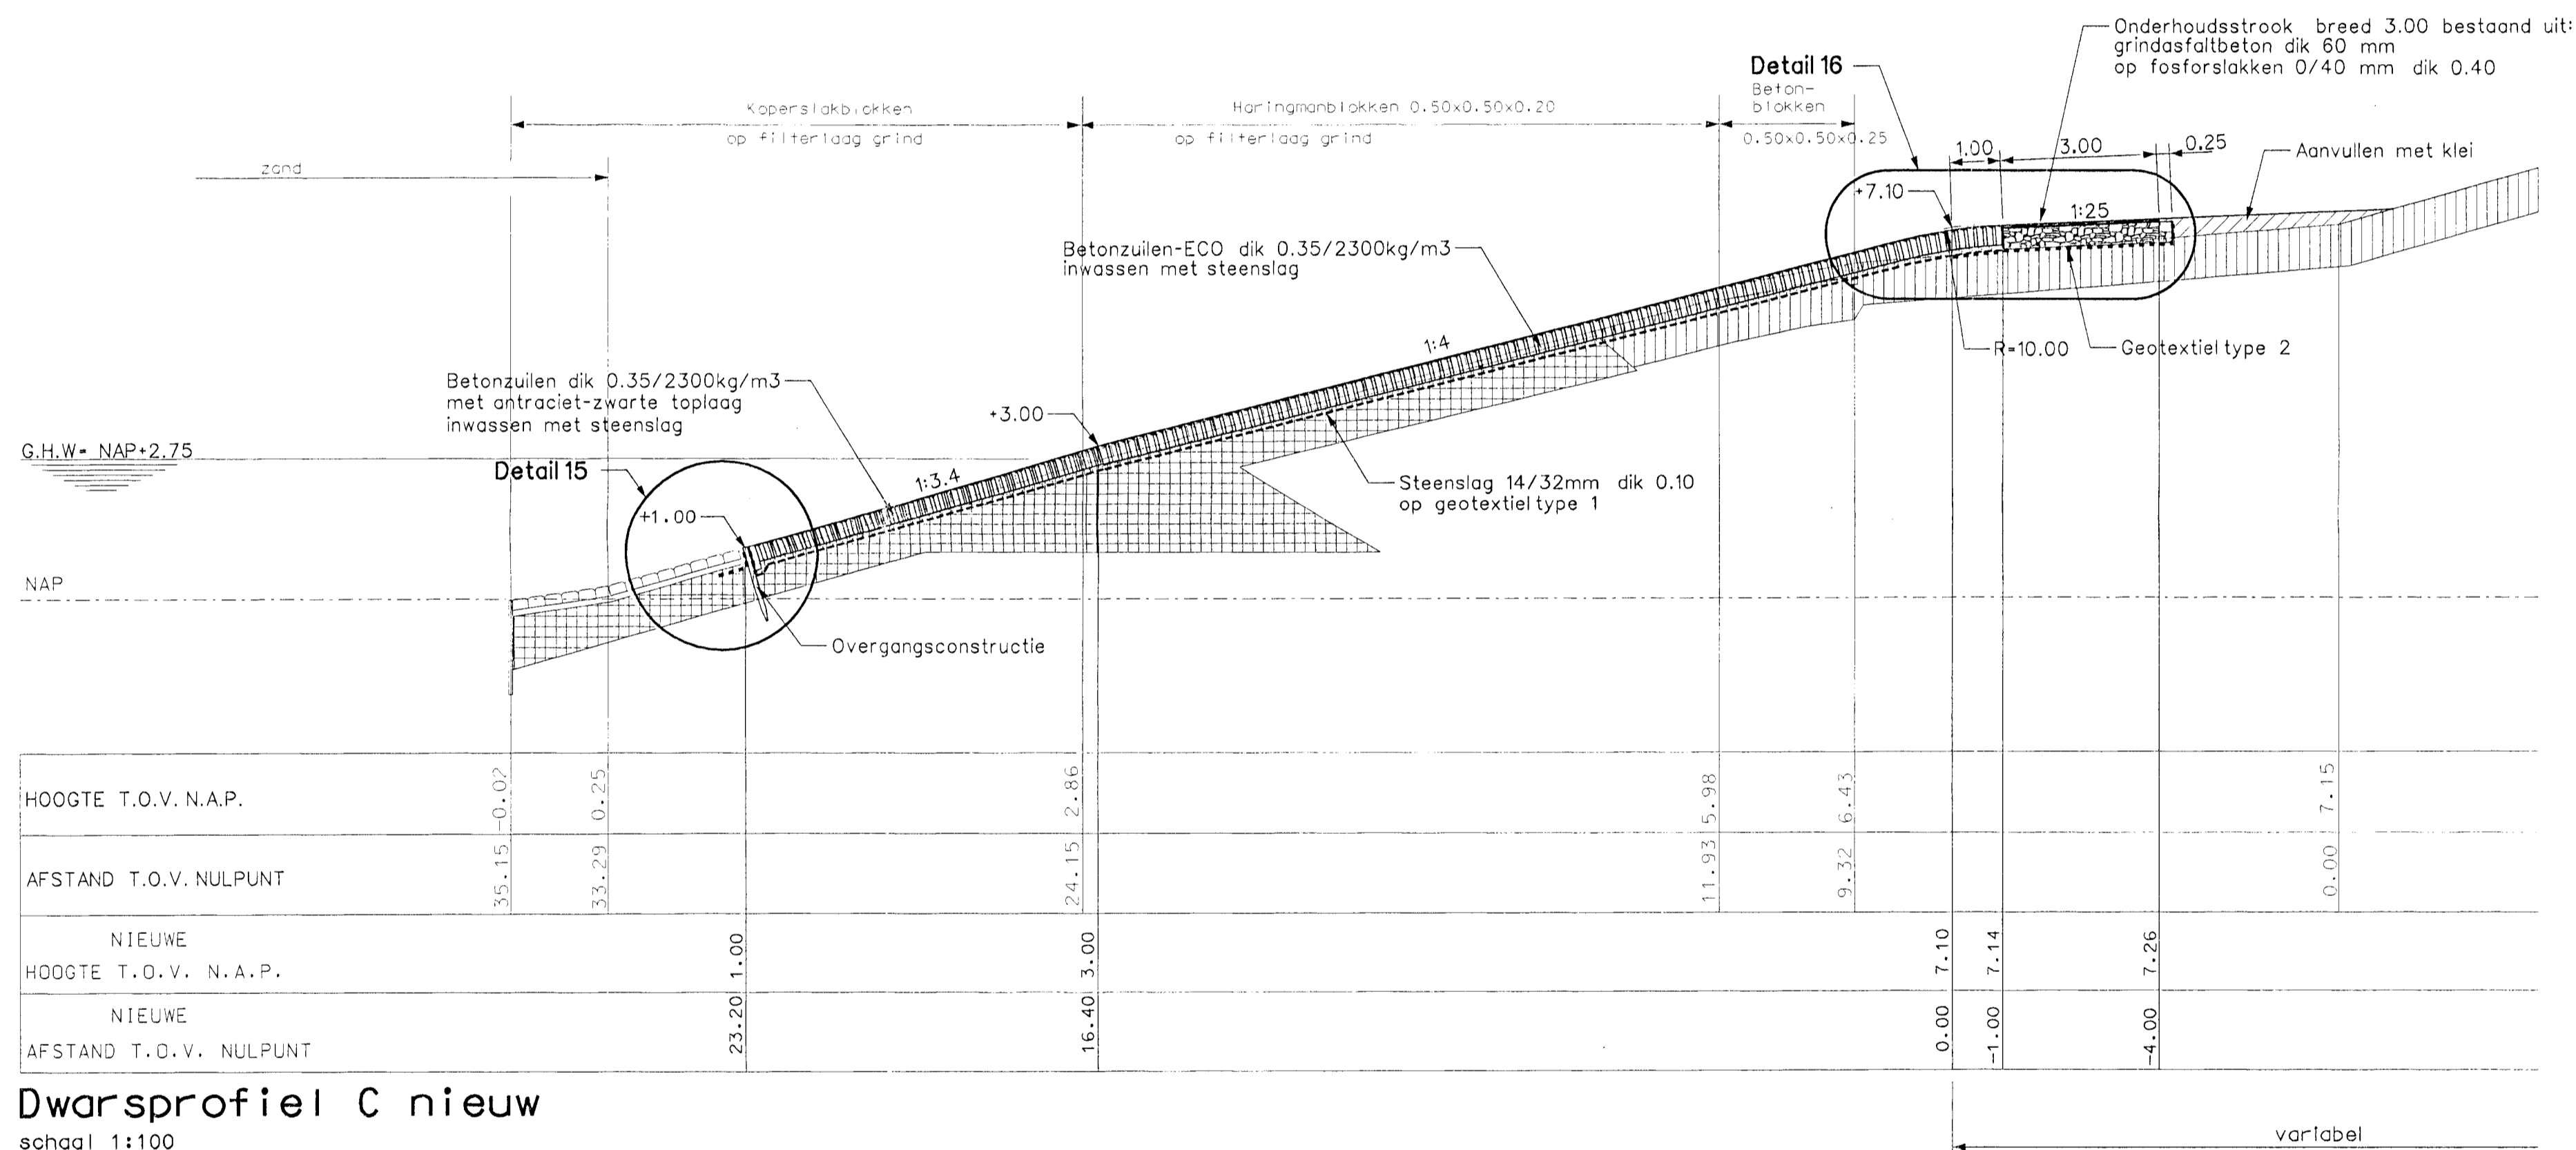 Onderhoudsstrook breed 3.00 bestaand uit:
grindasfaltbeton dik 60 mm
op fosforslakken 0/40 mm dik 0.40
Detail 16
Beton-
blokken
0.50x0.50x0.25
Koperslakblokken
op filterlaag grind
Haringmanblokken 0.50x0.50x0.20
op filterlaag grind
zand
1.00
3.00
0.25
Aanvullen met klei
+7.10
1:25
Betonzuilen-ECO dik 0.35/2300kg/m3
inwassen met steenslag
1:4
R=10.00
Geotextiel type 2
Betonzuilen dik 0.35/2300kg/m3
met antraciet-zwarte toplaag
inwassen met steenslag
+3.00
G.H.W= NAP+2.75
Detail 15
1:3.4
Steenslag 14/32mm dik 0.10
op geotextiel type 1
+1.00
NAP
Overgangsconstructie
HOOGTE T.O.V. N.A.P.
-0.02
0.25
2.86
5.98
6.43
7.15
AFSTAND T.O.V. NULPUNT
35.15
33.29
24.15
11.93
9.32
0.00
NIEUWE
HOOGTE T.O.V. N.A.P.
1.00
3.00
7.10
7.14
7.26
NIEUWE
AFSTAND T.O.V. NULPUNT
23.20
16.40
0.00
-1.00
-4.00
Dwarsprofiel C nieuw
schaal 1:100
variabel